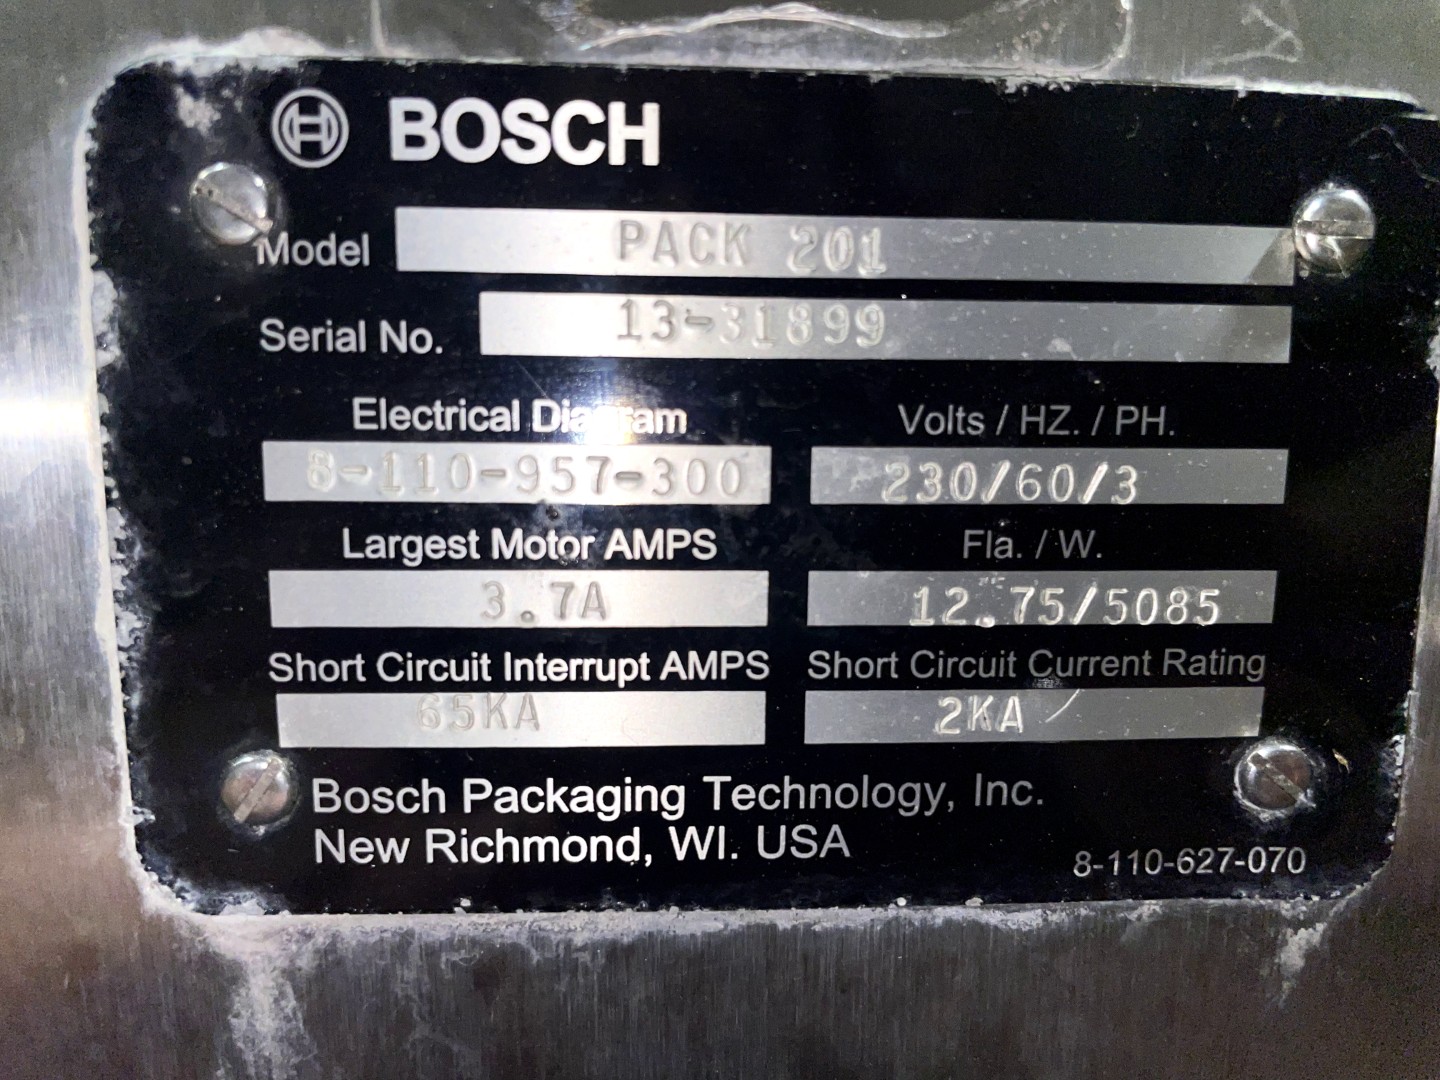 BOSCH
Model PACK 201
Serial No. 13-31899
Electrical Diagram Volts / HZ. / PH.
8-110-957-300 230/60/3
Largest Motor AMPS Fla. / W.
3.7A 12.75/5085
Short Circuit Interrupt AMPS Short Circuit Current Rating
65KA 2KA
Bosch Packaging Technology, Inc.
New Richmond, WI. USA
8-110-627-070